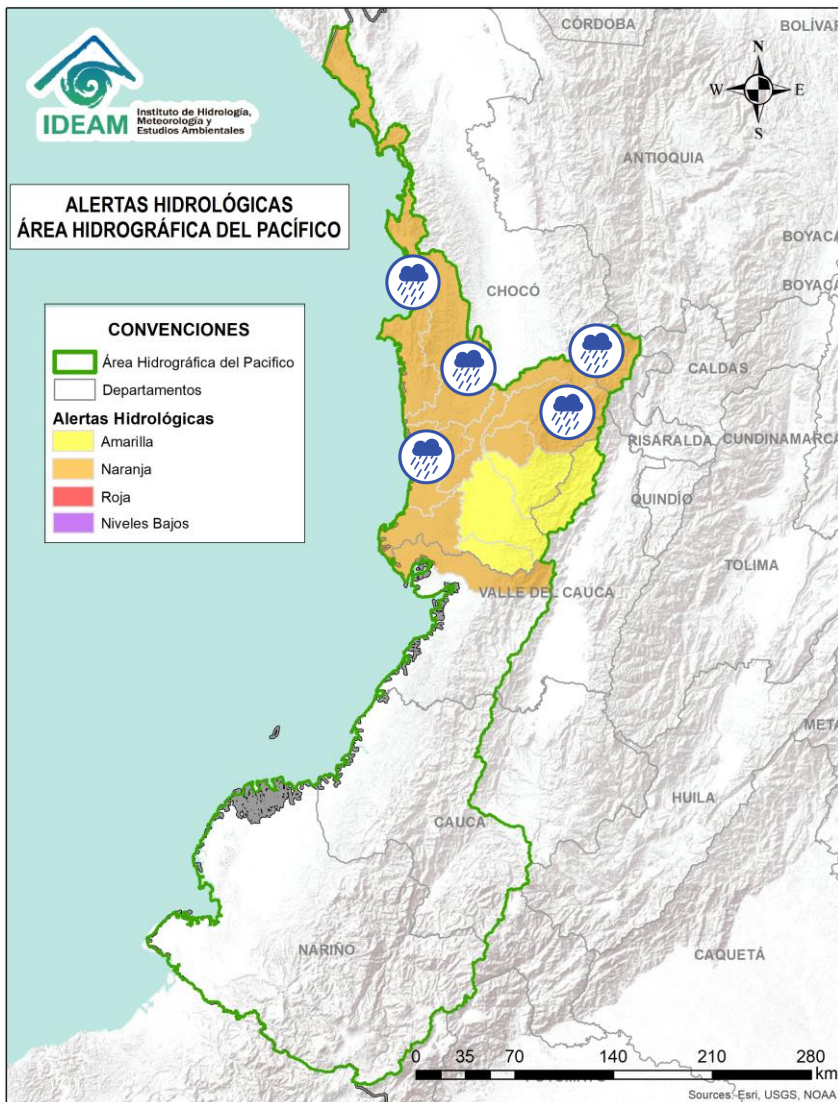 IDEAM
Instituto de Hidrología,
Meteorología y
Estudios Ambientales
ALERTAS HIDROLÓGICAS
ÁREA HIDROGRÁFICA DEL PACÍFICO
CONVENCIONES
Área Hidrográfica del Pacifico
Departamentos
Alertas Hidrológicas
Amarilla
Naranja
Roja
Niveles Bajos
N
W E
S
CÓRDOBA
BOLÍVAR
ANTIOQUIA
BOYACÁ
BOYACÁ
CHOCÓ
CALDAS
RISARALDA
CUNDINAMARCA
QUINDÍO
TOLIMA
VALLE DEL CAUCA
META
HUILA
CAUCA
NARIÑO
CAQUETÁ
0 35 70 140 210 280
km
Sources: Esri, USGS, NOAA